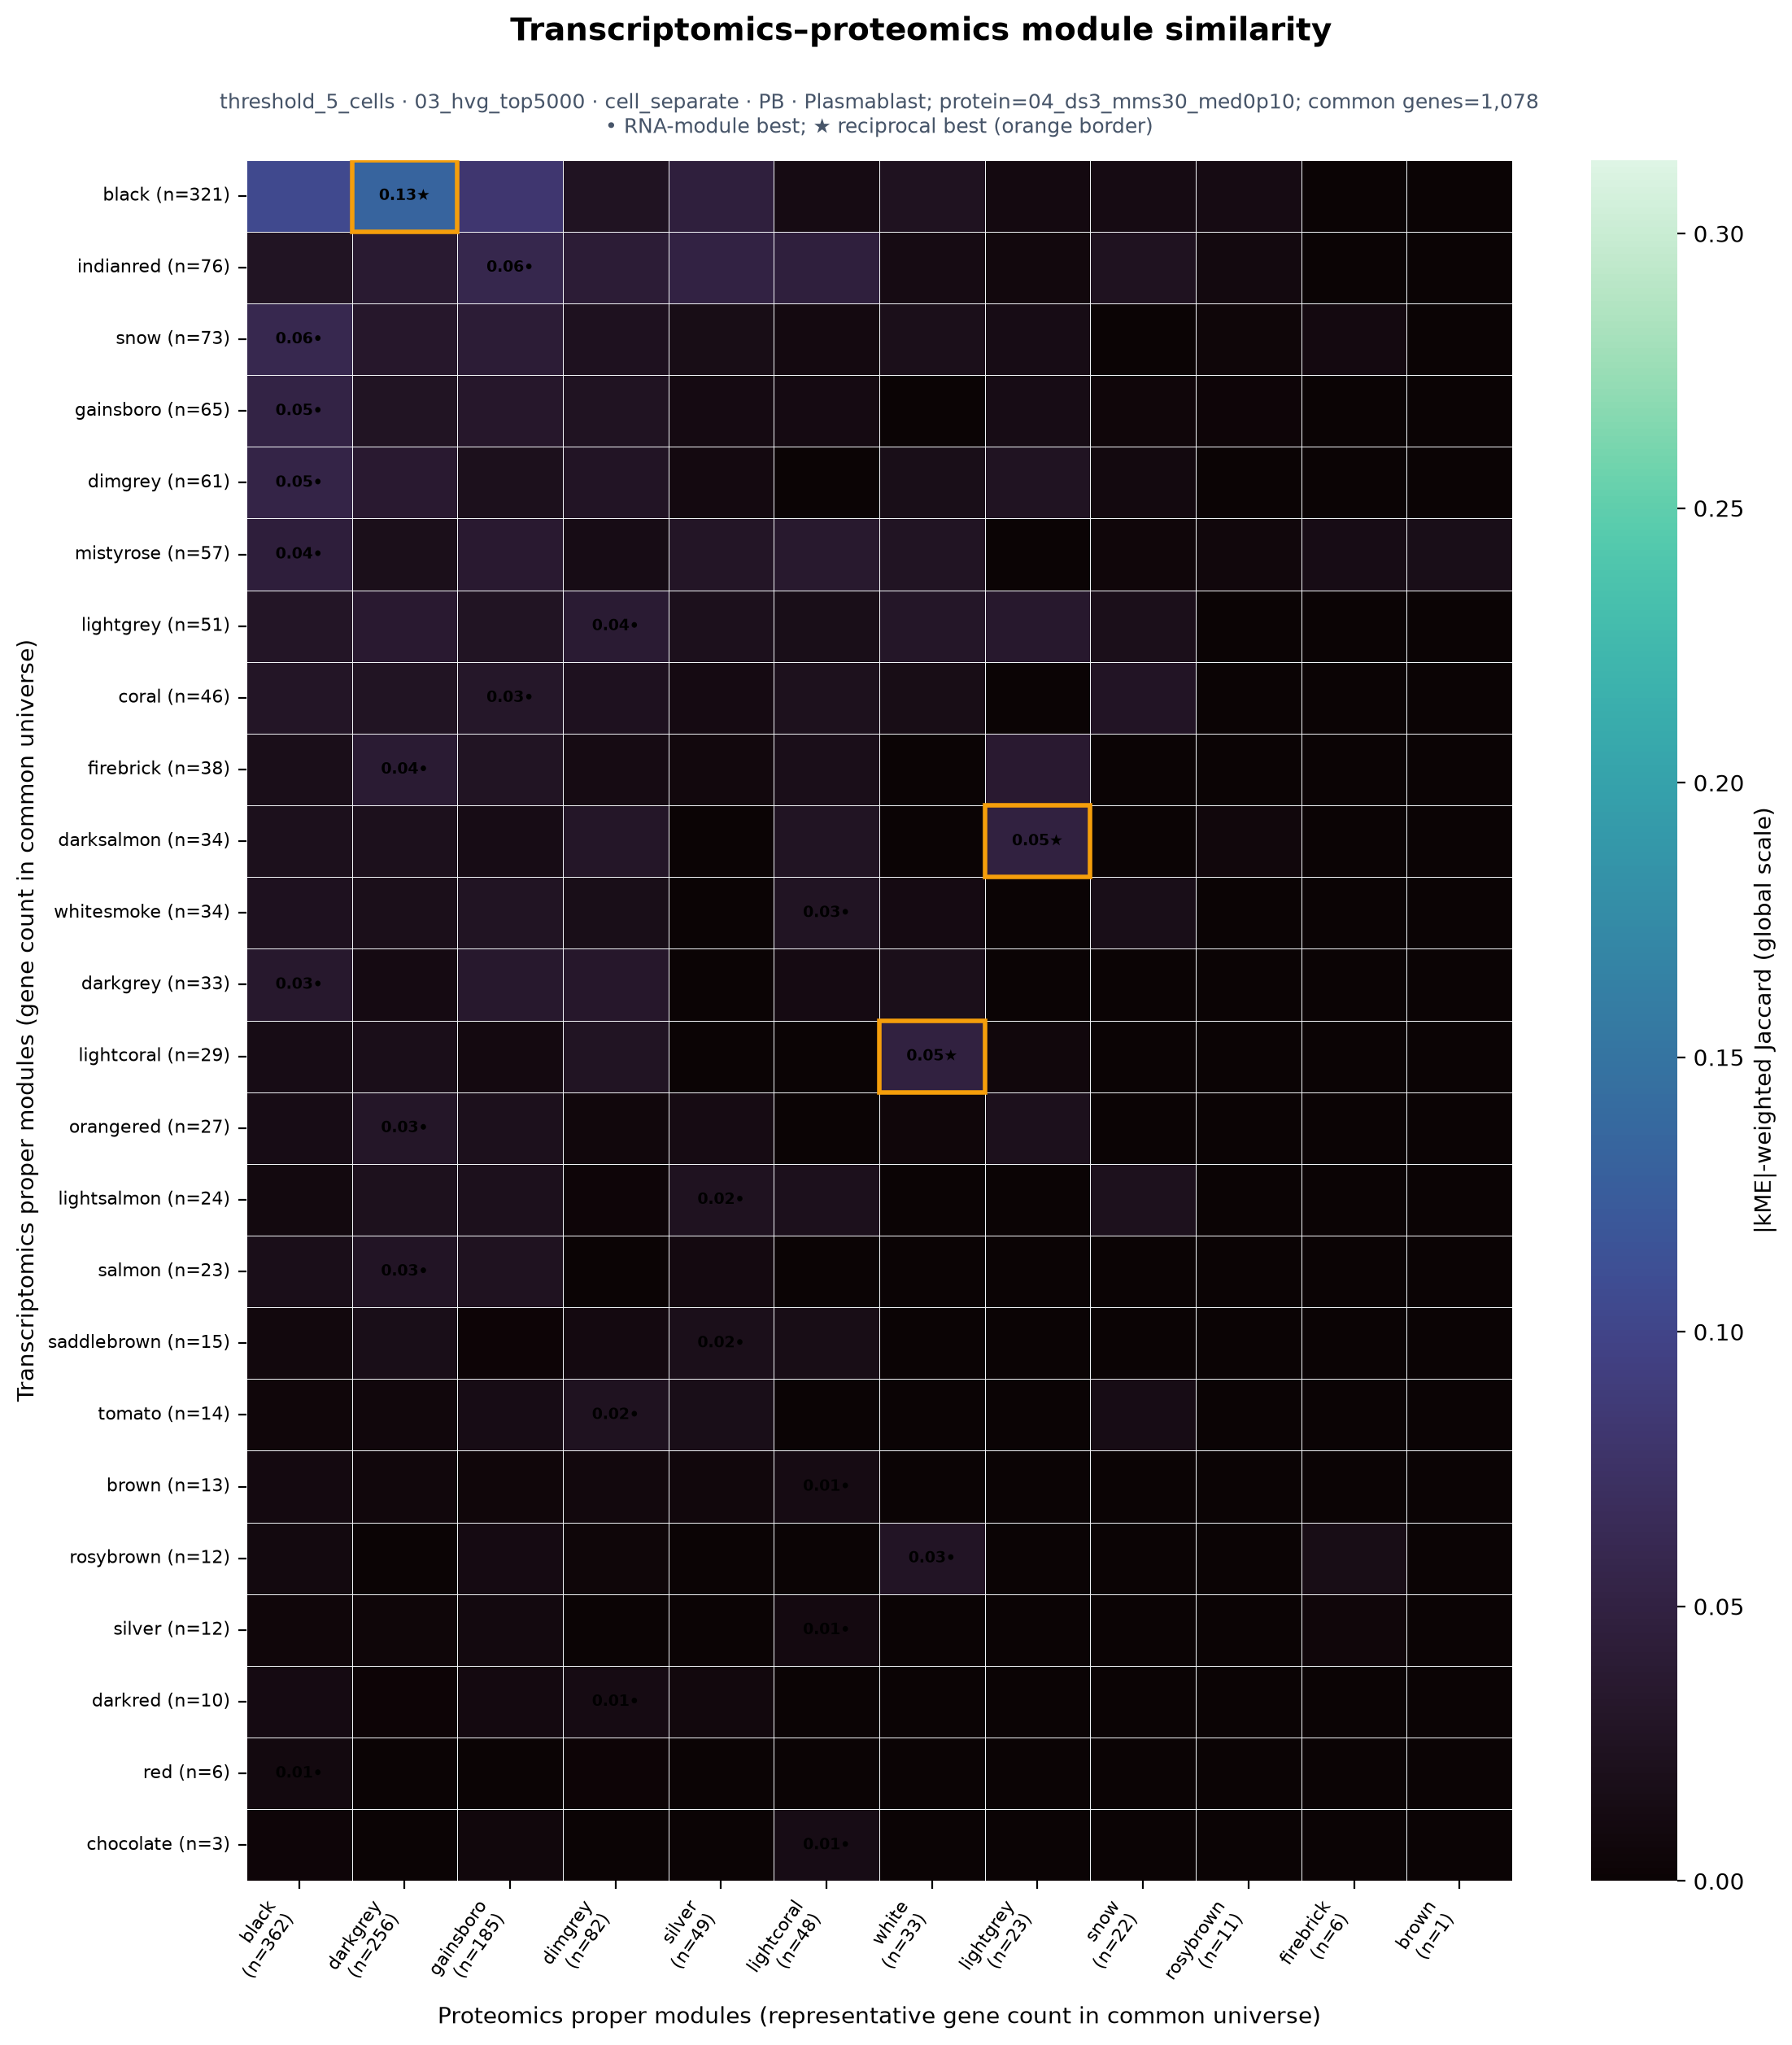 Transcriptomics–proteomics module similarity
threshold_5_cells · 03_hvg_top5000 · cell_separate · PB · Plasmablast; protein=04_ds3_mms30_med0p10; common genes=1,078
• RNA-module best; ★ reciprocal best (orange border)
Transcriptomics proper modules (gene count in common universe)
black (n=321)
0.13★
indianred (n=76)
0.06•
snow (n=73)
0.06•
gainsboro (n=65)
0.05•
dimgrey (n=61)
0.05•
mistyrose (n=57)
0.04•
lightgrey (n=51)
0.04•
coral (n=46)
0.03•
firebrick (n=38)
0.04•
darksalmon (n=34)
0.05★
whitesmoke (n=34)
0.03•
darkgrey (n=33)
0.03•
lightcoral (n=29)
0.05★
orangered (n=27)
0.03•
lightsalmon (n=24)
0.02•
salmon (n=23)
0.03•
saddlebrown (n=15)
0.02•
tomato (n=14)
0.02•
brown (n=13)
0.01•
rosybrown (n=12)
0.03•
silver (n=12)
0.01•
darkred (n=10)
0.01•
red (n=6)
0.01•
chocolate (n=3)
0.01•
black
(n=362)
darkgrey
(n=256)
gainsboro
(n=185)
dimgrey
(n=82)
silver
(n=49)
lightcoral
(n=48)
white
(n=33)
lightgrey
(n=23)
snow
(n=22)
rosybrown
(n=11)
firebrick
(n=6)
brown
(n=1)
Proteomics proper modules (representative gene count in common universe)
0.30
0.25
0.20
0.15
0.10
0.05
0.00
|kME|-weighted Jaccard (global scale)